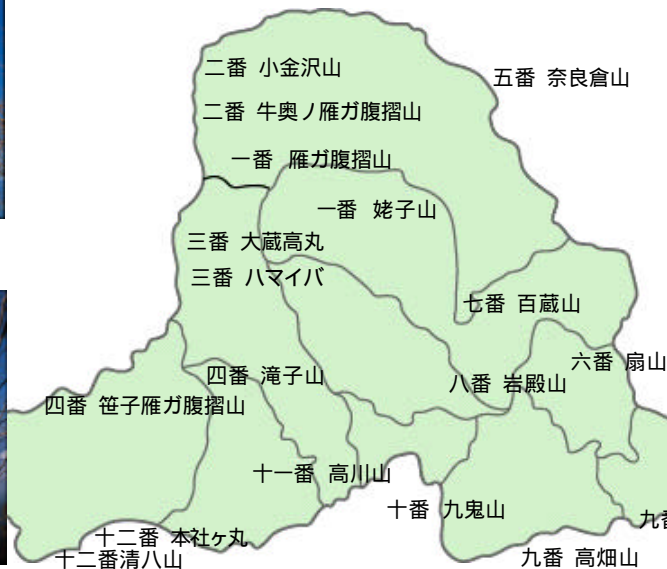 二番 小金沢山
五番 奈良倉山
二番 牛奥ノ雁ガ腹摺山
一番 雁ガ腹摺山
一番 姥子山
三番 大蔵高丸
三番 ハマイバ
七番 百蔵山
六番 扇山
四番 滝子山
八番 岩殿山
四番 笹子雁ガ腹摺山
十一番 高川山
十番 九鬼山
九番
十二番 本社ヶ丸
十二番清八山
九番 高畑山